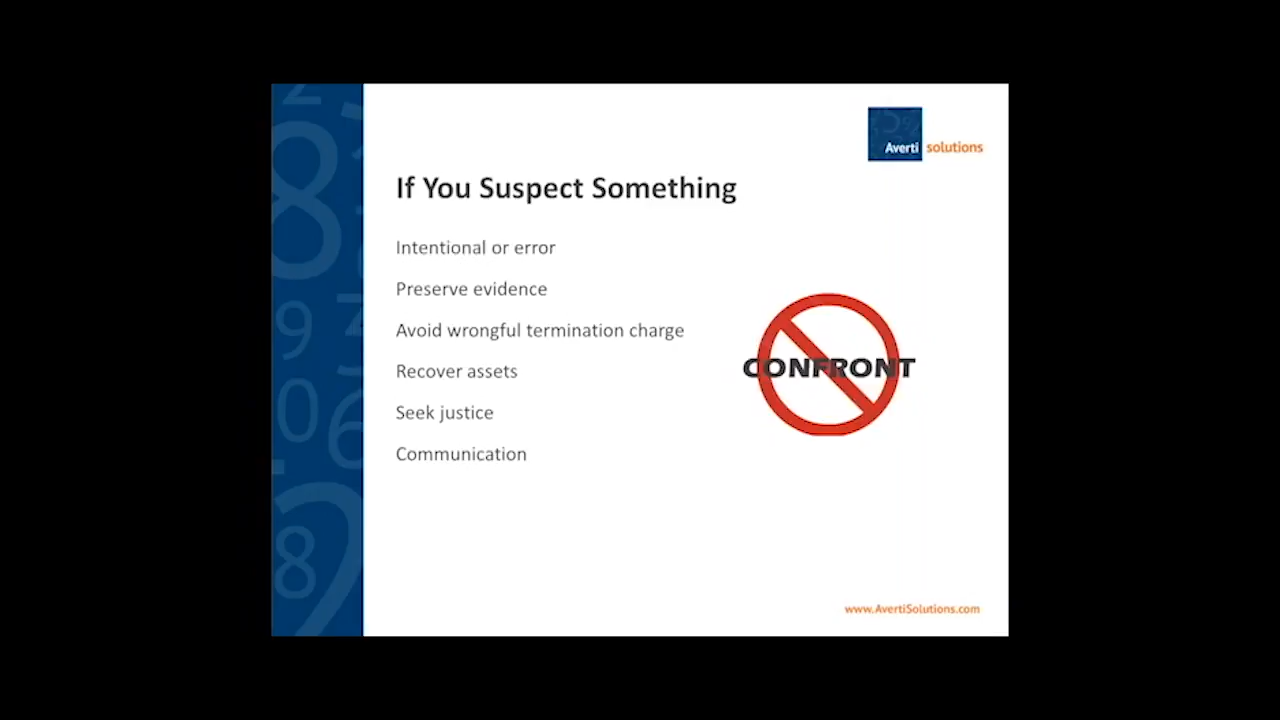 Averti solutions
If You Suspect Something
Intentional or error
Preserve evidence
Avoid wrongful termination charge
CONFRONT
Recover assets
Seek justice
Communication
www.AvertiSolutions.com